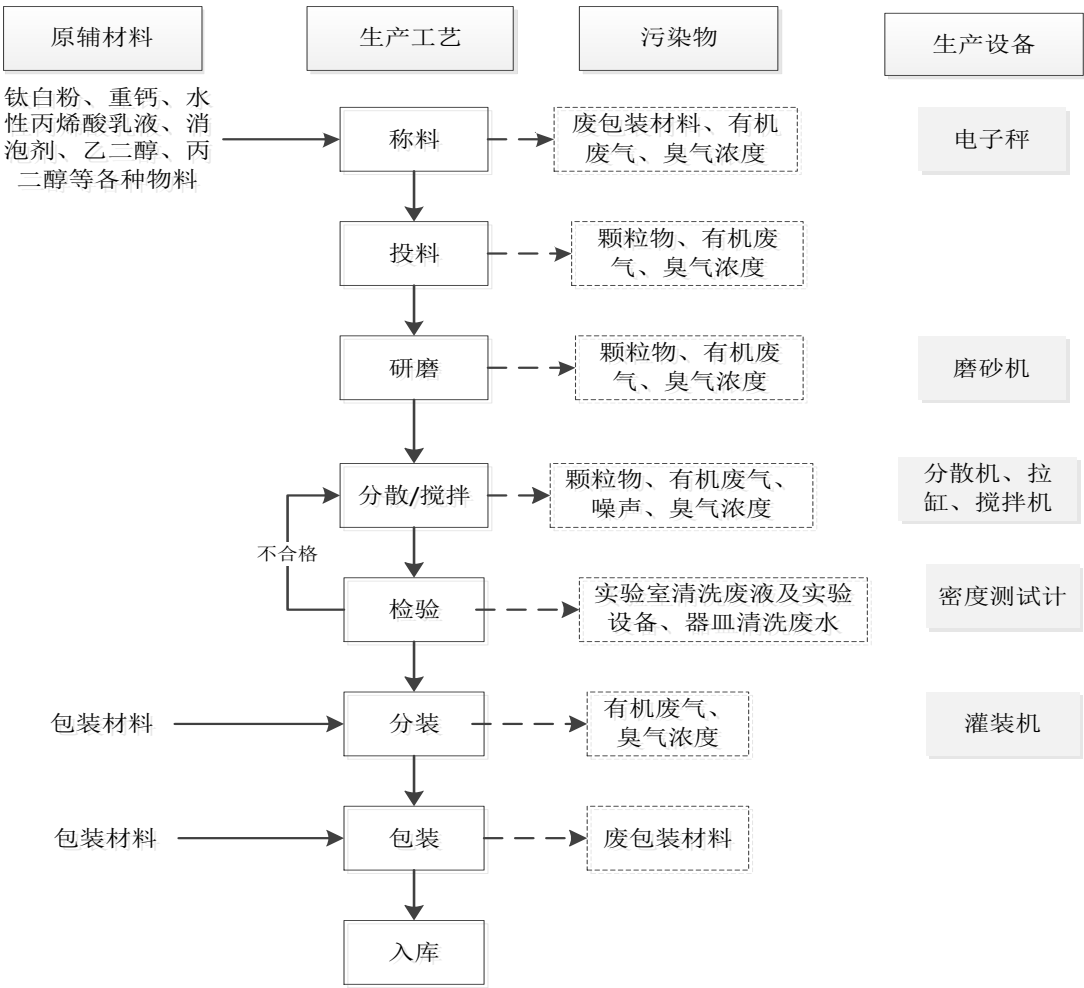 原辅材料
生产工艺
污染物
生产设备
钛白粉、重钙、水
性丙烯酸乳液、消
泡剂、乙二醇、丙
二醇等各种物料
称料
废包装材料、有机
废气、臭气浓度
电子秤
投料
颗粒物、有机废
气、臭气浓度
研磨
颗粒物、有机废
气、臭气浓度
磨砂机
分散/搅拌
颗粒物、有机废气、
噪声、臭气浓度
分散机、拉
缸、搅拌机
不合格
检验
实验室清洗废液及实验
设备、器皿清洗废水
密度测试计
包装材料
分装
有机废气、
臭气浓度
灌装机
包装材料
包装
废包装材料
入库